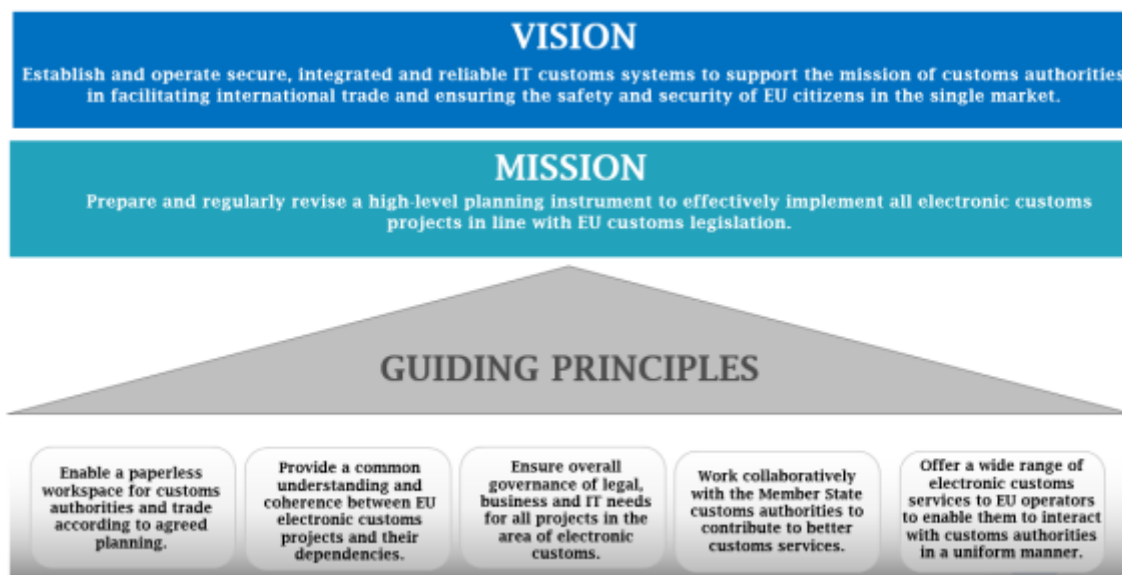 VISION
Establish and operate secure, integrated and reliable IT customs systems to support the mission of customs authorities
in facilitating international trade and ensuring the safety and security of EU citizens in the single market.
MISSION
Prepare and regularly revise a high-level planning instrument to effectively implement all electronic customs
projects in line with EU customs legislation.
GUIDING PRINCIPLES
Enable a paperless
workspace for customs
authorities and trade
according to agreed
planning.
Provide a common
understanding and
coherence between EU
electronic customs
projects and their
dependencies.
Ensure overall
governance of legal,
business and IT needs
for all projects in the
area of electronic
customs.
Work collaboratively
with the Member State
customs authorities to
contribute to better
customs services.
Offer a wide range of
electronic customs
services to EU operators
to enable them to interact
with customs authorities
in a uniform manner.